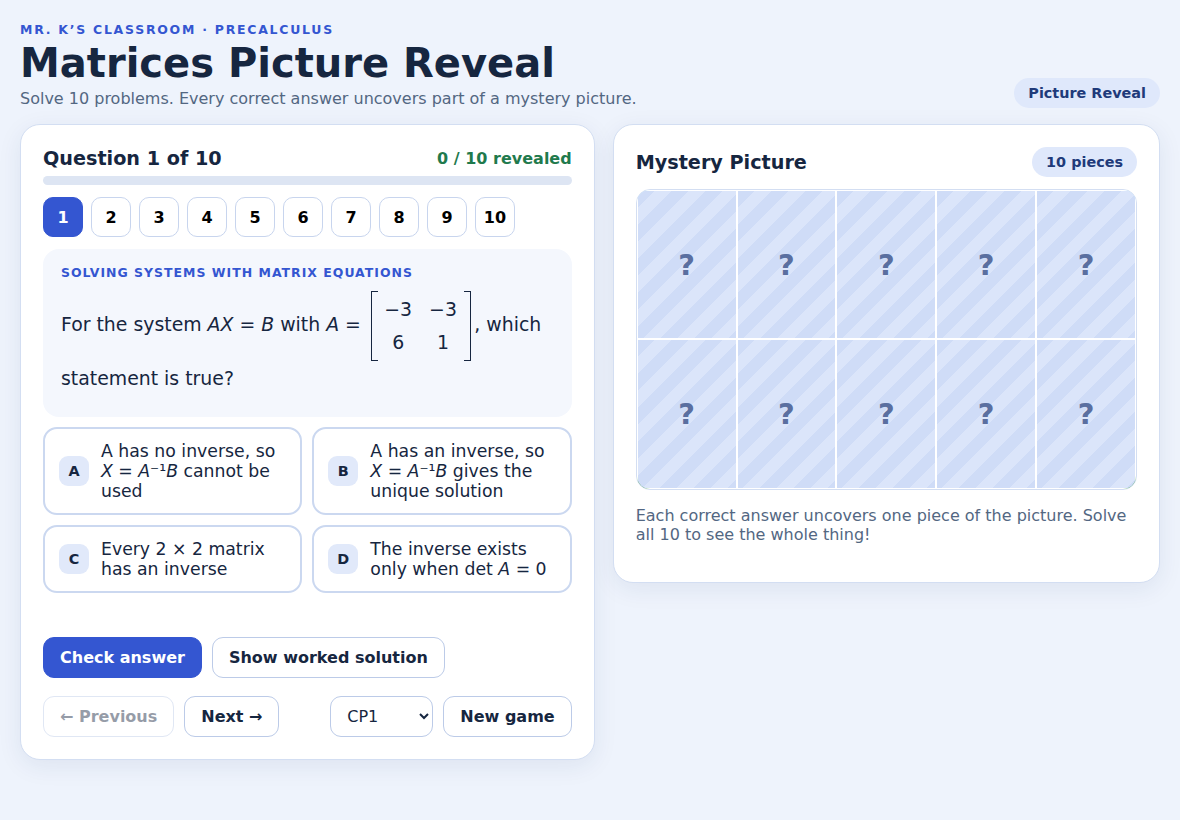 MR. K’S CLASSROOM · PRECALCULUS
Matrices Picture Reveal
Solve 10 problems. Every correct answer uncovers part of a mystery picture.
Picture Reveal
Question 1 of 10
0 / 10 revealed
1 2 3 4 5 6 7 8 9 10
SOLVING SYSTEMS WITH MATRIX EQUATIONS
For the system AX = B with A = [−3 −3
6 1], which
statement is true?
A
A has no inverse, so
X = A⁻¹B cannot be
used
B
A has an inverse, so
X = A⁻¹B gives the
unique solution
C
Every 2 × 2 matrix
has an inverse
D
The inverse exists
only when det A = 0
Check answer
Show worked solution
← Previous
Next →
CP1
New game
Mystery Picture
10 pieces
? ? ? ? ?
? ? ? ? ?
Each correct answer uncovers one piece of the picture. Solve
all 10 to see the whole thing!